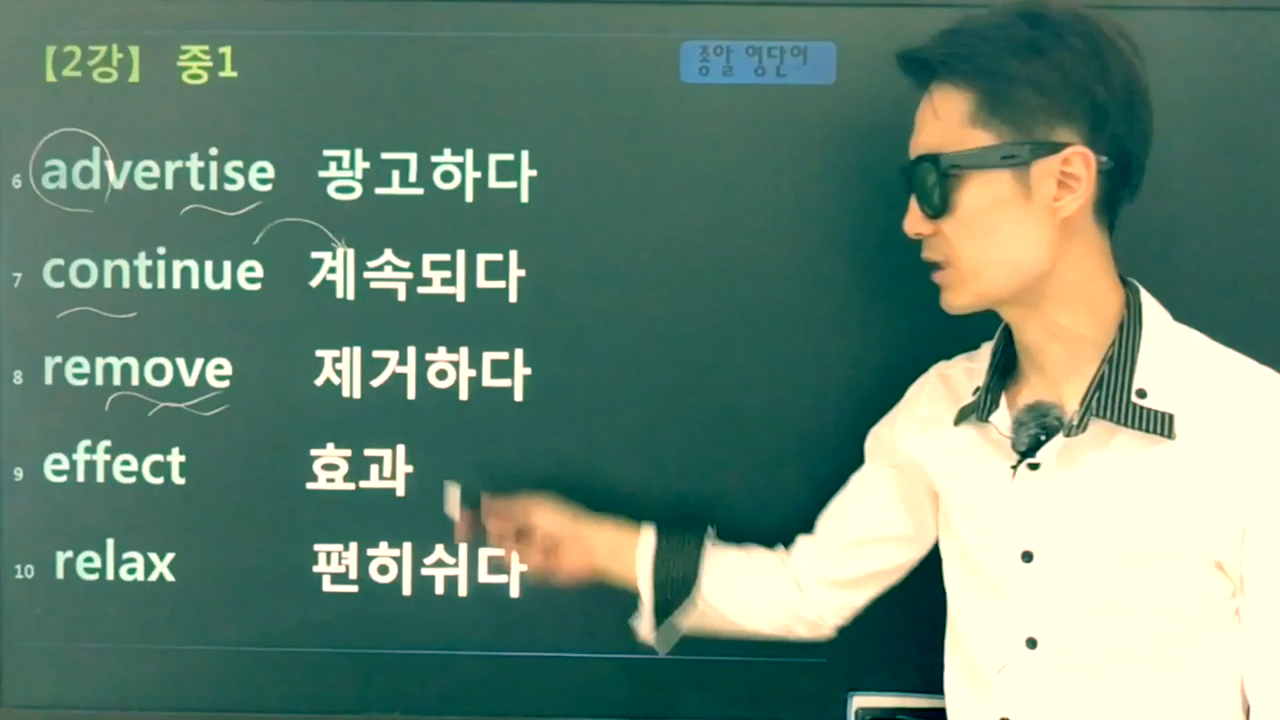 【2강】 중1
총알 영단어
6 advertise 광고하다
7 continue 계속되다
8 remove 제거하다
9 effect 효과
10 relax 편히쉬다